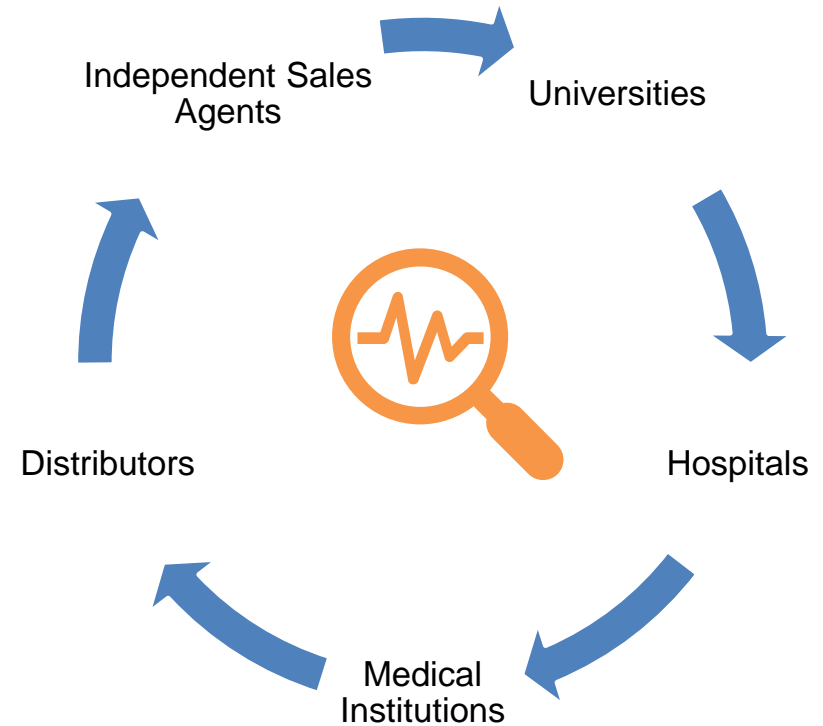 Independent Sales
Agents
Universities
Distributors
Hospitals
Medical
Institutions